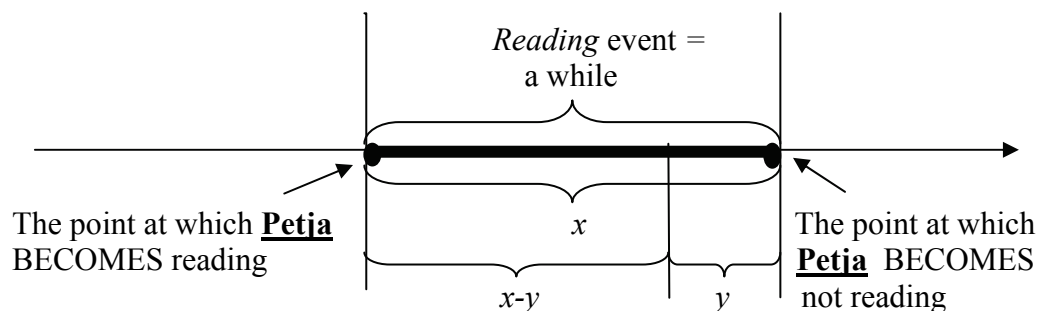 Reading event =
a while
The point at which Petja
BECOMES reading
x
The point at which
Petja BECOMES
not reading
x-y
y